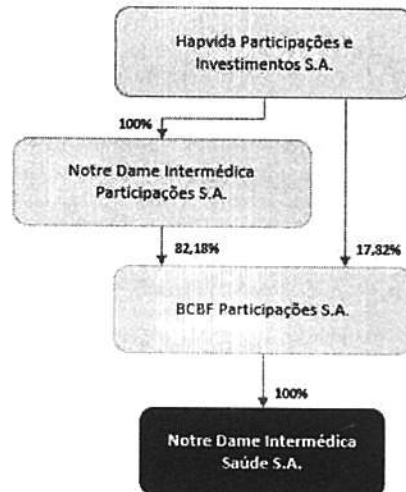 Hapvida Participações e
Investimentos S.A.
100%
Notre Dame Intermédica
Participações S.A.
82,18%
17,82%
BCBF Participações S.A.
100%
Notre Dame Intermédica
Saúde S.A.